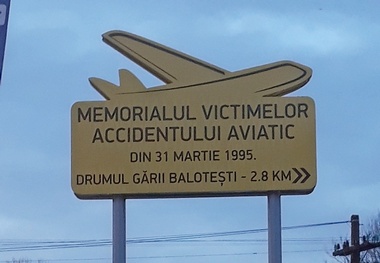 MEMORIALUL VICTIMELOR
ACCIDENTULUI AVIATIC
DIN 31 MARTIE 1995.
DRUMUL GĂRII BALOTEȘTI - 2.8 KM